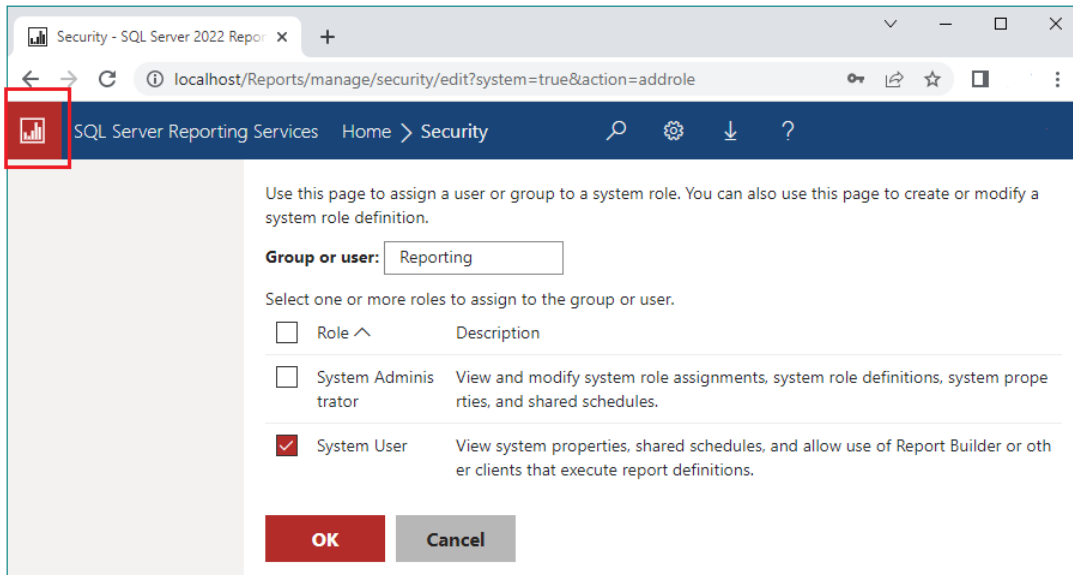 Security - SQL Server 2022 Repor
localhost/Reports/manage/security/edit?system=true&action=addrole
SQL Server Reporting Services Home > Security ?
Use this page to assign a user or group to a system role. You can also use this page to create or modify a
system role definition.
Group or user: Reporting
Select one or more roles to assign to the group or user.
Role Description
System Adminis View and modify system role assignments, system role definitions, system prope
trator rties, and shared schedules.
System User View system properties, shared schedules, and allow use of Report Builder or oth
er clients that execute report definitions.
OK Cancel